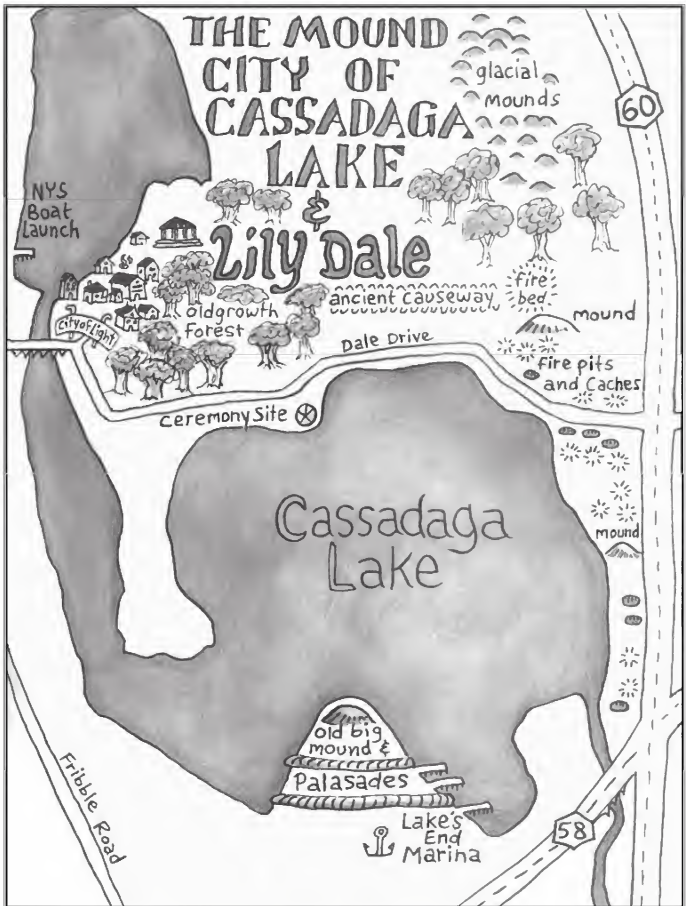 THE MOUND
CITY OF
CASSADAGA
LAKE
&
Lily Dale
glacial
mounds
60
NYS
Boat
Launch
City of Light
oldgrowth
Forest
ancient causeway
fire
bed
mound
Dale Drive
fire pits
and Caches
ceremony Site
mound
Cassadaga
Lake
old big
mound &
Palasades
Lake's
End
Marina
58
Fribble Road